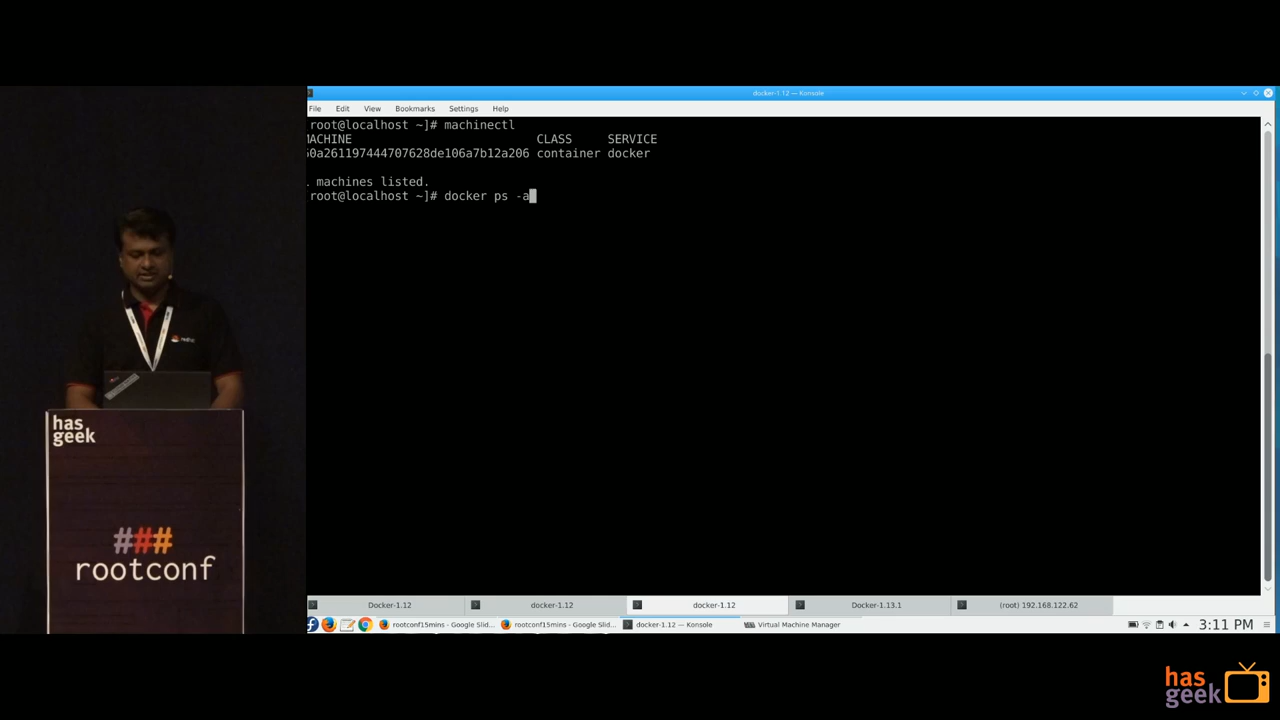 docker-1.12 — Konsole
File Edit View Bookmarks Settings Help
root@localhost ~]# machinectl
MACHINE CLASS SERVICE
60a261197444707628de106a7b12a206 container docker
machines listed.
root@localhost ~]# docker ps -a
has
geek
###
rootconf
Docker-1.12 docker-1.12 docker-1.12 Docker-1.13.1 (root) 192.168.122.62
rootconf15mins - Google Slid... rootconf15mins - Google Slid... docker-1.12 — Konsole Virtual Machine Manager 3:11 PM
has
geek